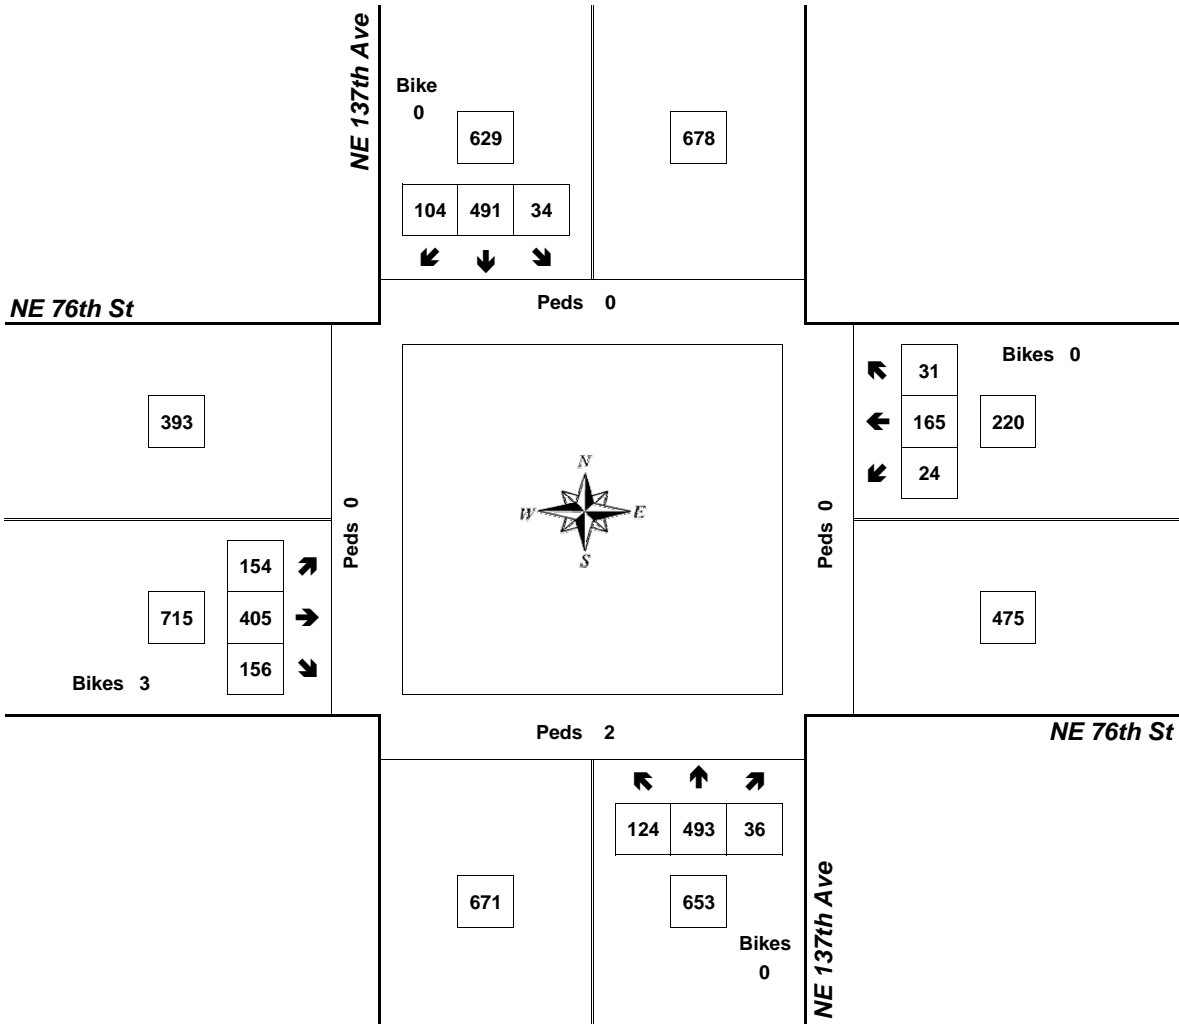 NE 137th Ave
Bike
0
629
678
104 491 34
Peds 0
NE 76th St
31
Bikes 0
393
165
220
24
N
W E
S
Peds 0
Peds 0
154
715
405
475
156
Bikes 3
Peds 2
NE 76th St
124 493 36
671
653
Bikes
0
NE 137th Ave